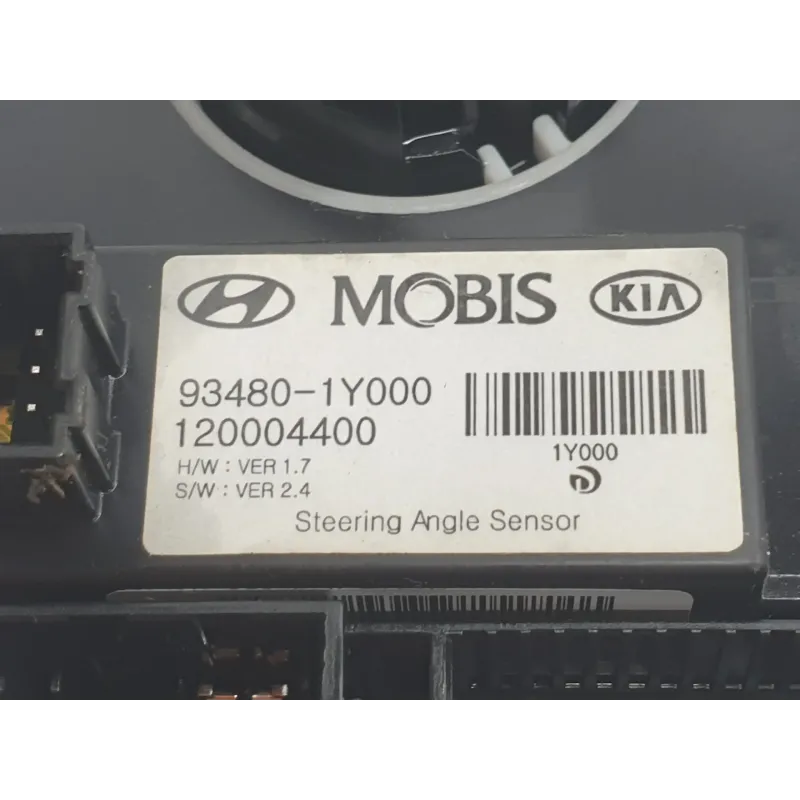 MOBIS KIA
93480-1Y000
120004400
1Y000
H/W : VER 1.7
S/W : VER 2.4
Steering Angle Sensor